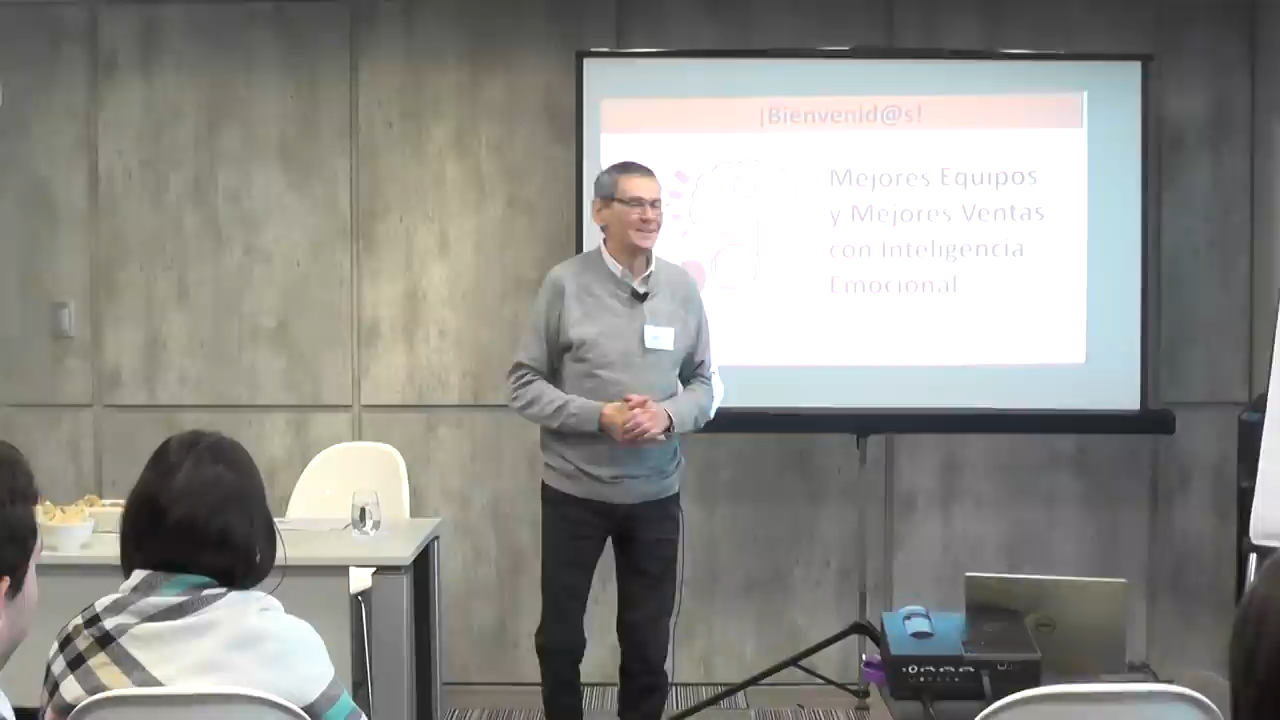 ¡Bienvenid@s!
Mejores Equipos
y Mejores Ventas
con Inteligencia
Emocional